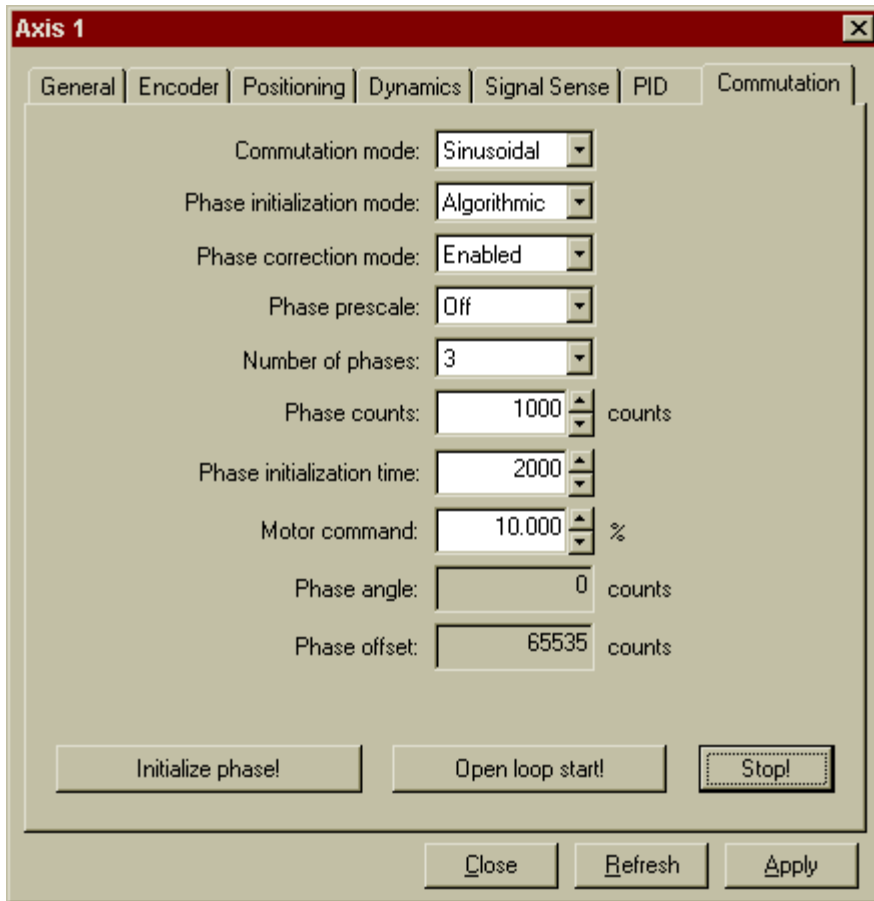 Axis 1
General Encoder Positioning Dynamics Signal Sense PID Commutation
Commutation mode: Sinusoidal
Phase initialization mode: Algorithmic
Phase correction mode: Enabled
Phase prescale: Off
Number of phases: 3
Phase counts: 1000 counts
Phase initialization time: 2000
Motor command: 10.000 %
Phase angle: 0 counts
Phase offset: 65535 counts
Initialize phase! Open loop start! Stop!
Close Refresh Apply